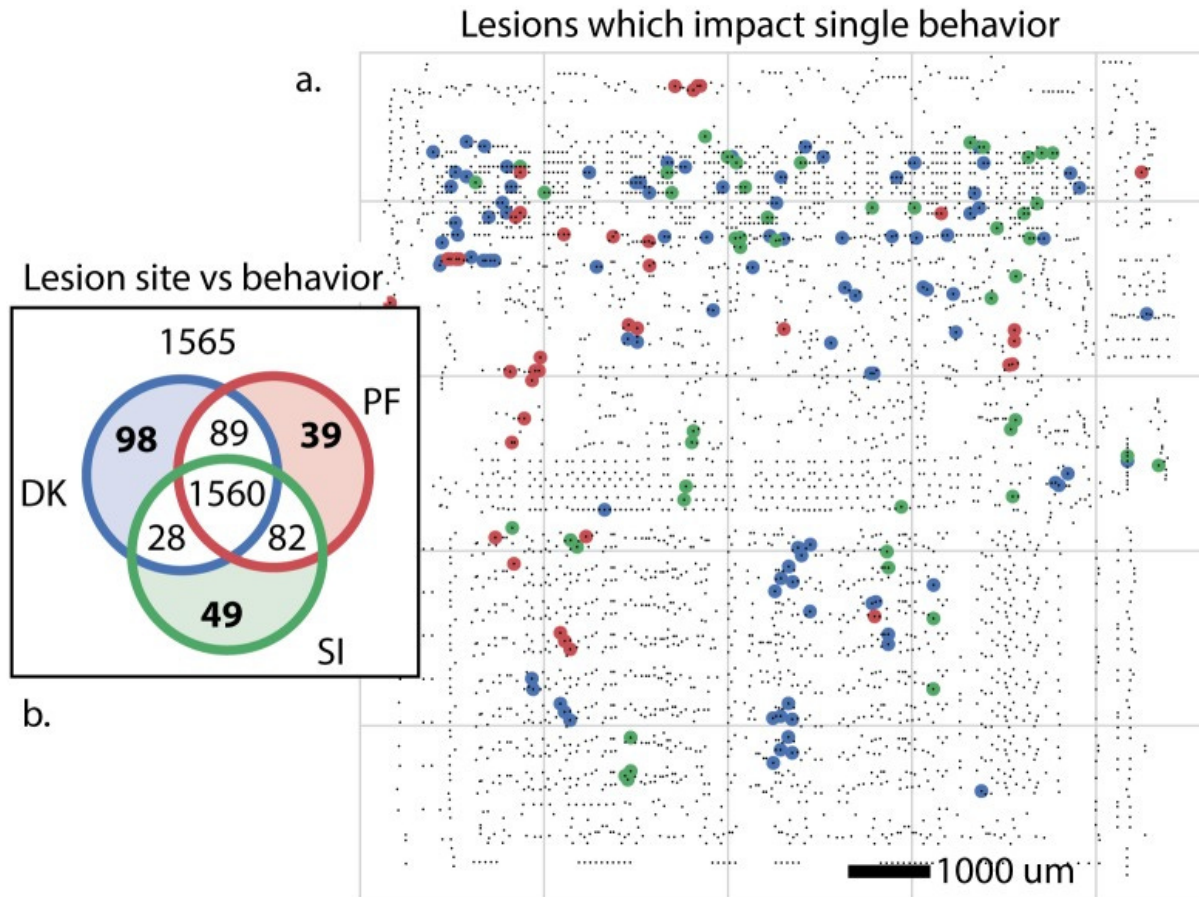 Lesions which impact single behavior
a.
Lesion site vs behavior
1565
PF
98
89
39
DK
1560
28
82
49
SI
b.
1000 um